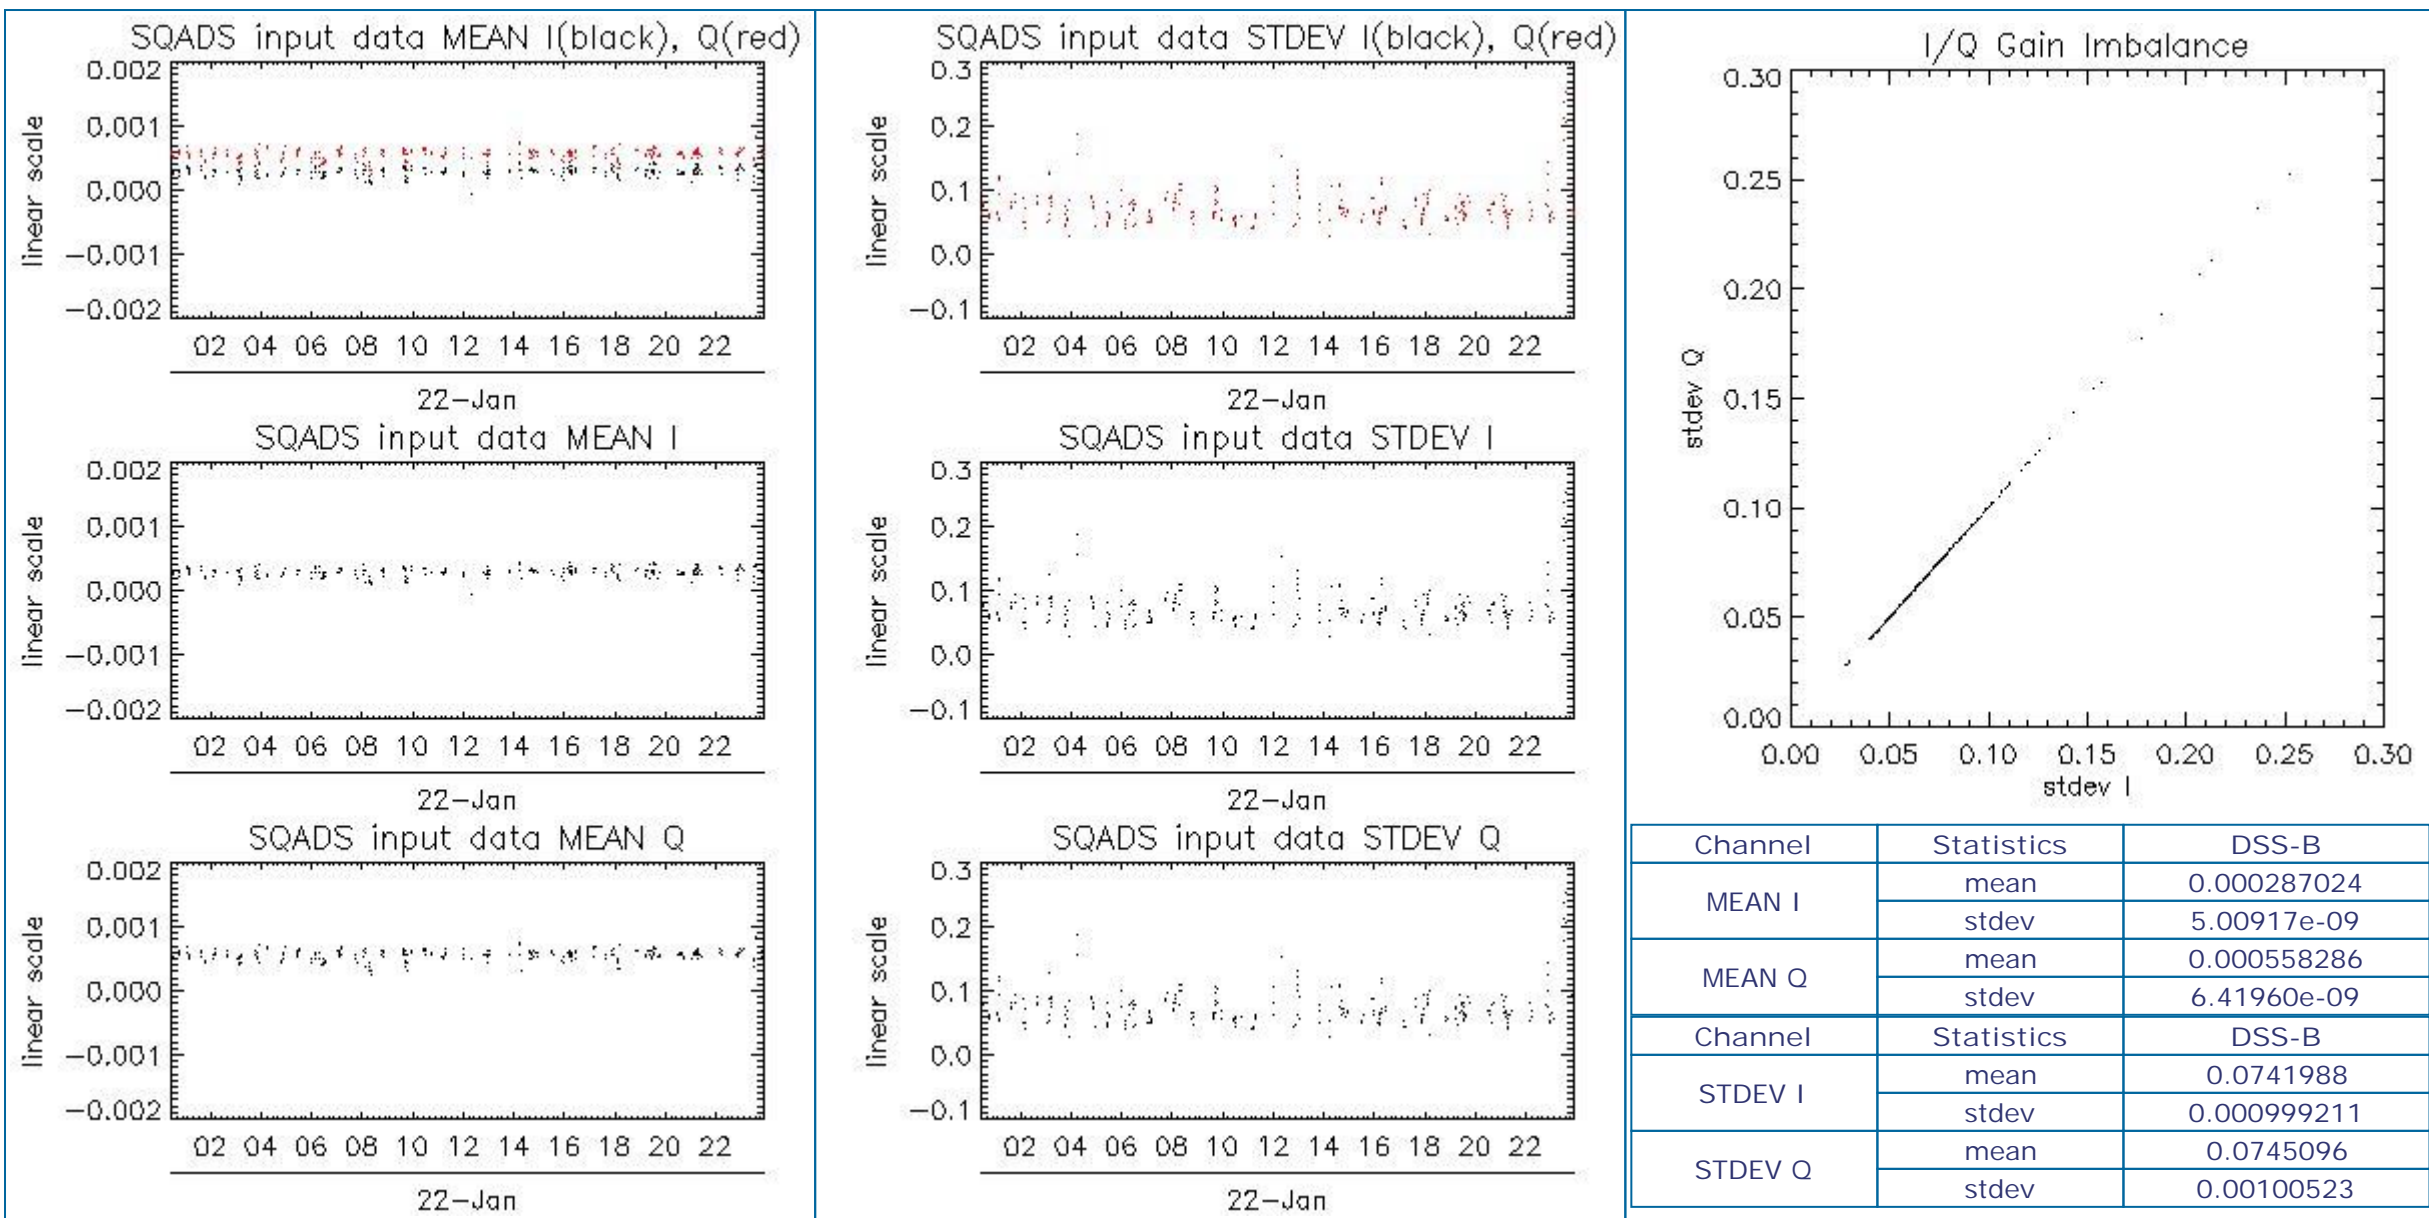 SQADS input data MEAN I(black), Q(red)
0.002
0.001
0.000
-0.001
-0.002
linear scale
02 04 06 08 10 12 14 16 18 20 22
22-Jan
SQADS input data MEAN I
0.002
0.001
0.000
-0.001
-0.002
linear scale
02 04 06 08 10 12 14 16 18 20 22
22-Jan
SQADS input data MEAN Q
0.002
0.001
0.000
-0.001
-0.002
linear scale
02 04 06 08 10 12 14 16 18 20 22
22-Jan
SQADS input data STDEV I(black), Q(red)
0.3
0.2
0.1
0.0
-0.1
linear scale
02 04 06 08 10 12 14 16 18 20 22
22-Jan
SQADS input data STDEV I
0.3
0.2
0.1
0.0
-0.1
linear scale
02 04 06 08 10 12 14 16 18 20 22
22-Jan
SQADS input data STDEV Q
0.3
0.2
0.1
0.0
-0.1
linear scale
02 04 06 08 10 12 14 16 18 20 22
22-Jan
I/Q Gain Imbalance
0.30
0.25
0.20
0.15
0.10
0.05
0.00
stdev Q
0.00 0.05 0.10 0.15 0.20 0.25 0.30
stdev I
Channel Statistics DSS-B
MEAN I mean 0.000287024
stdev 5.00917e-09
MEAN Q mean 0.000558286
stdev 6.41960e-09
Channel Statistics DSS-B
STDEV I mean 0.0741988
stdev 0.000999211
STDEV Q mean 0.0745096
stdev 0.00100523